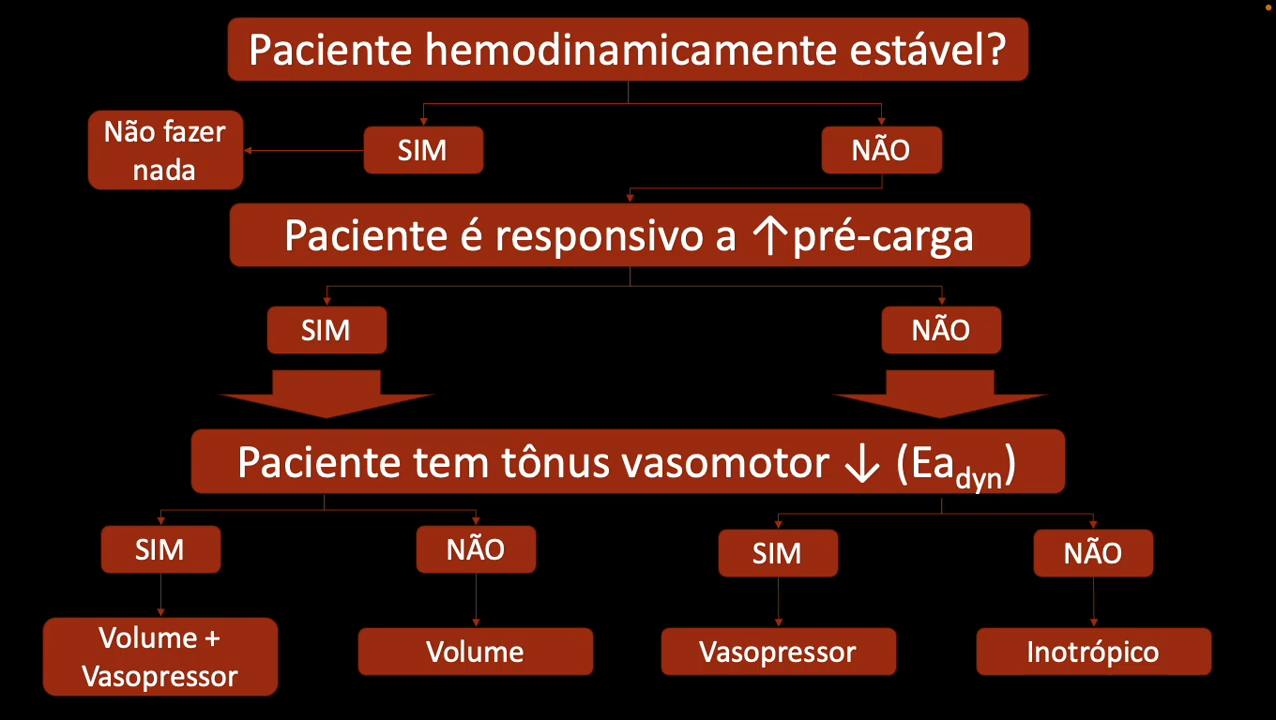 Paciente hemodinamicamente estável?
Não fazer
nada
SIM
NÃO
Paciente é responsivo a ↑pré-carga
SIM
NÃO
Paciente tem tônus vasomotor ↓ (Eadyn)
SIM
NÃO
SIM
NÃO
Volume +
Vasopressor
Volume
Vasopressor
Inotrópico